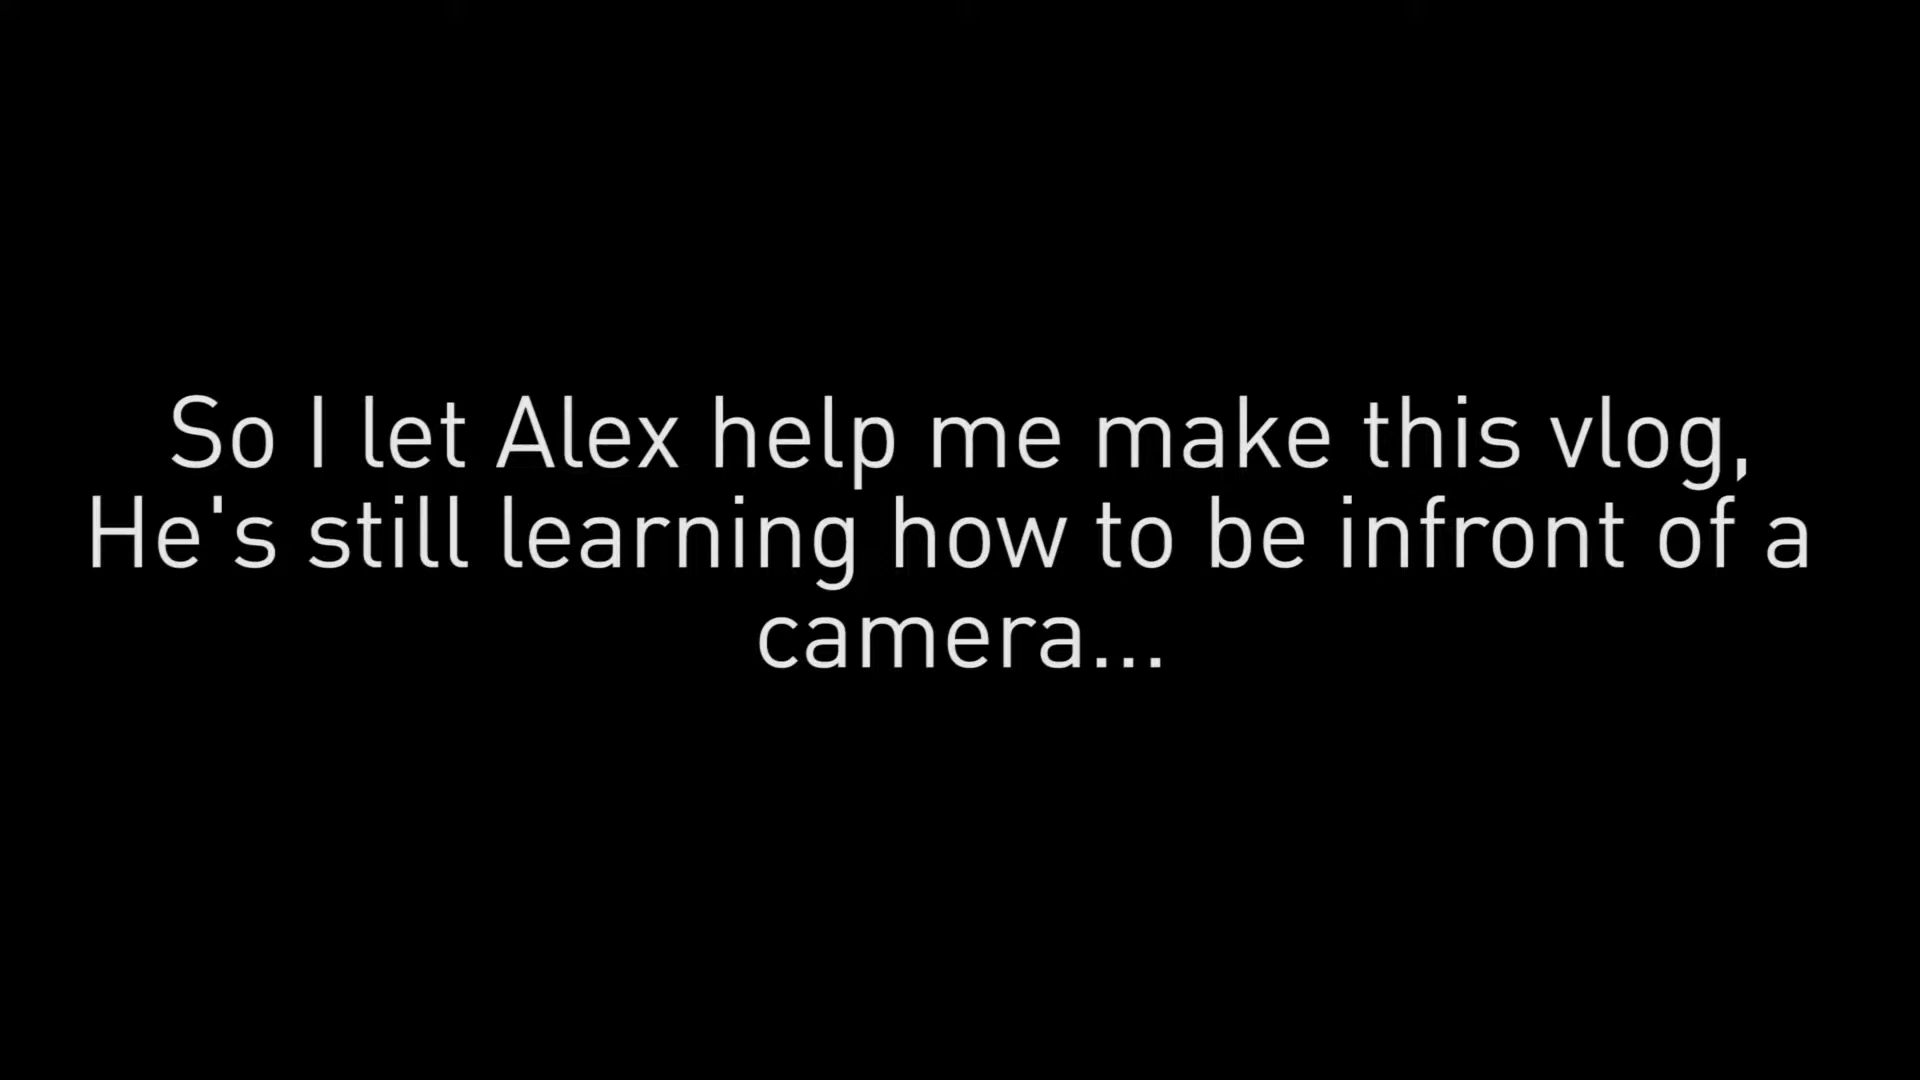 So I let Alex help me make this vlog,
He's still learning how to be infront of a
camera...